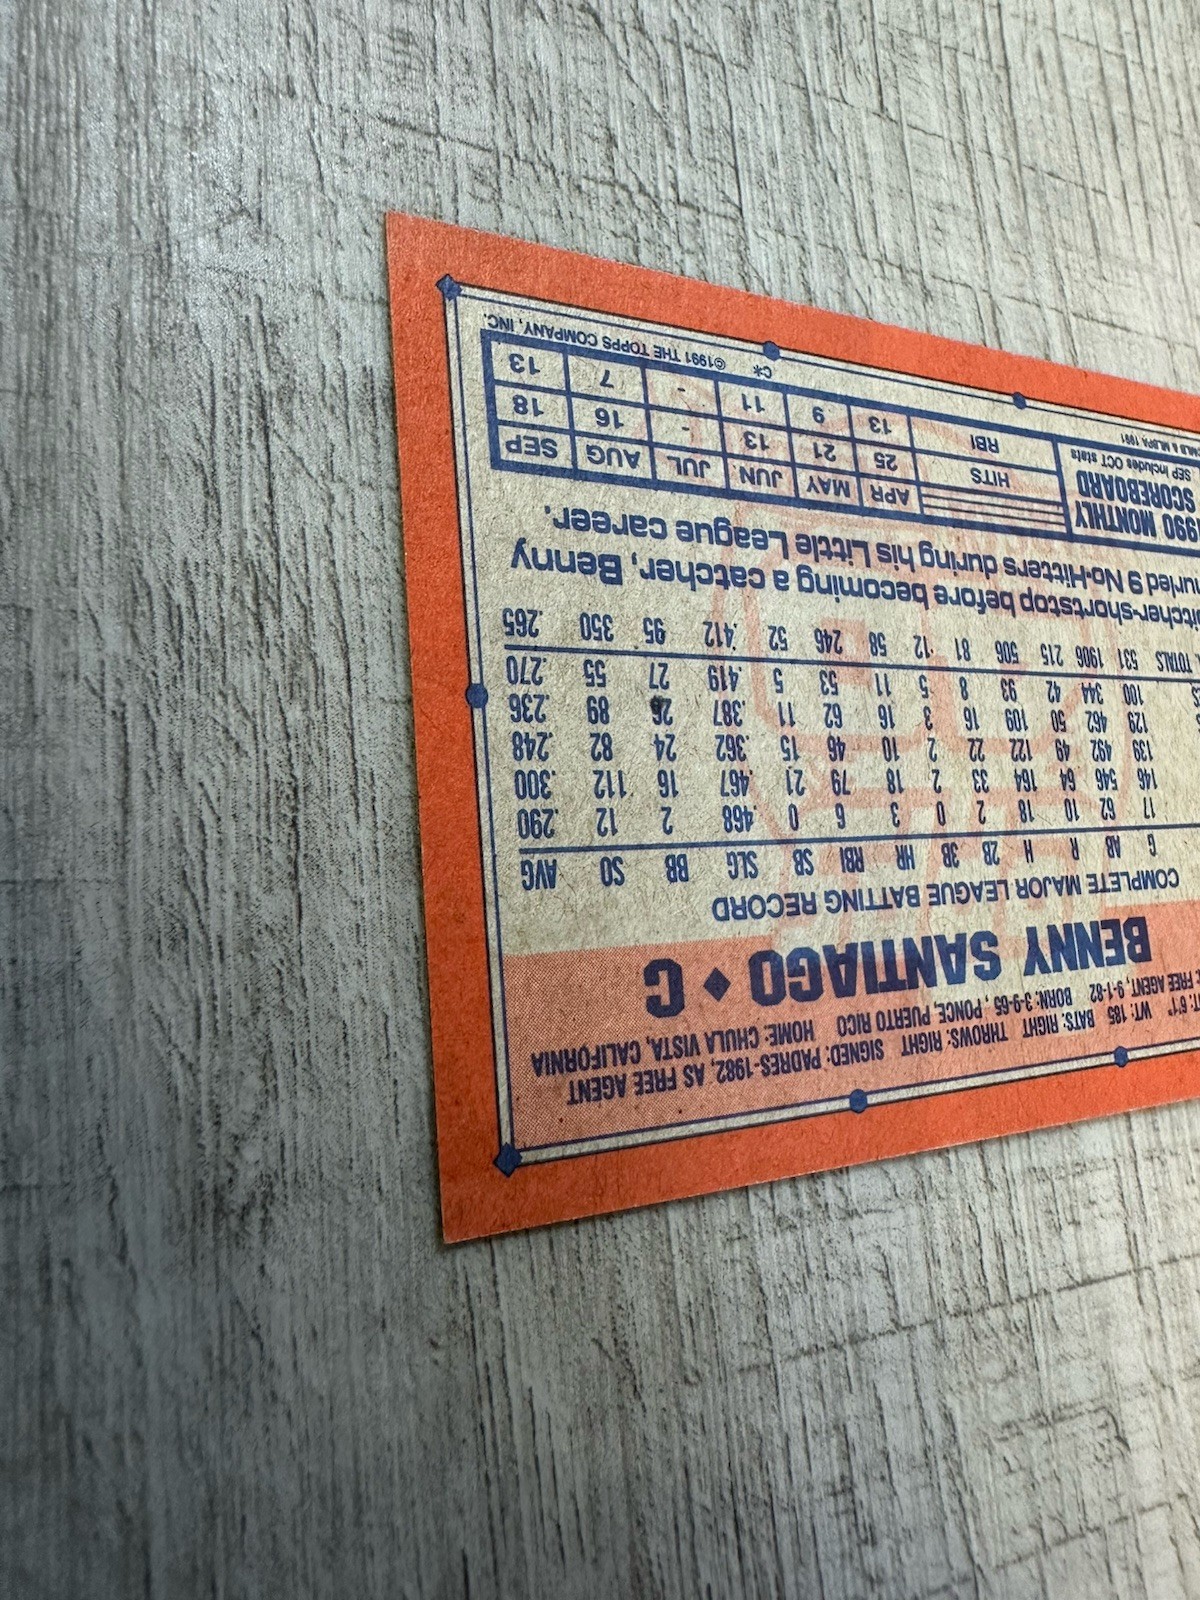 WT: 185 BATS: RIGHT THROWS: RIGHT SIGNED: PADRES-1982, AS FREE AGENT
FREE AGENT, 9-1-82 BORN: 3-9-65, PONCE, PUERTO RICO HOME: CHULA VISTA, CALIFORNIA
BENNY SANTIAGO ♦ C
COMPLETE MAJOR LEAGUE BATTING RECORD
G AB R H 2B 3B HR RBI SB SLG BB SO AVG
17 62 10 18 2 0 3 6 0 .468 2 12 .290
146 546 64 164 33 2 18 79 21 .467 16 112 .300
139 492 49 122 22 2 10 46 15 .362 24 82 .248
129 462 50 109 16 3 16 62 11 .387 26 89 .236
100 344 42 93 8 5 11 53 5 .419 27 55 .270
TOTALS 531 1906 215 506 81 12 58 246 52 .412 95 350 .265
itcher-shortstop before becoming a catcher, Benny
urled 9 No-Hitters during his Little League career.
990 MONTHLY SCOREBOARD
SEP includes OCT stats
APR MAY JUN. JUL AUG SEP
HITS 25 21 13 - 16 18
RBI 13 9 11 - 7 13
MLBPA 1991
C* ©1991 THE TOPPS COMPANY, INC.